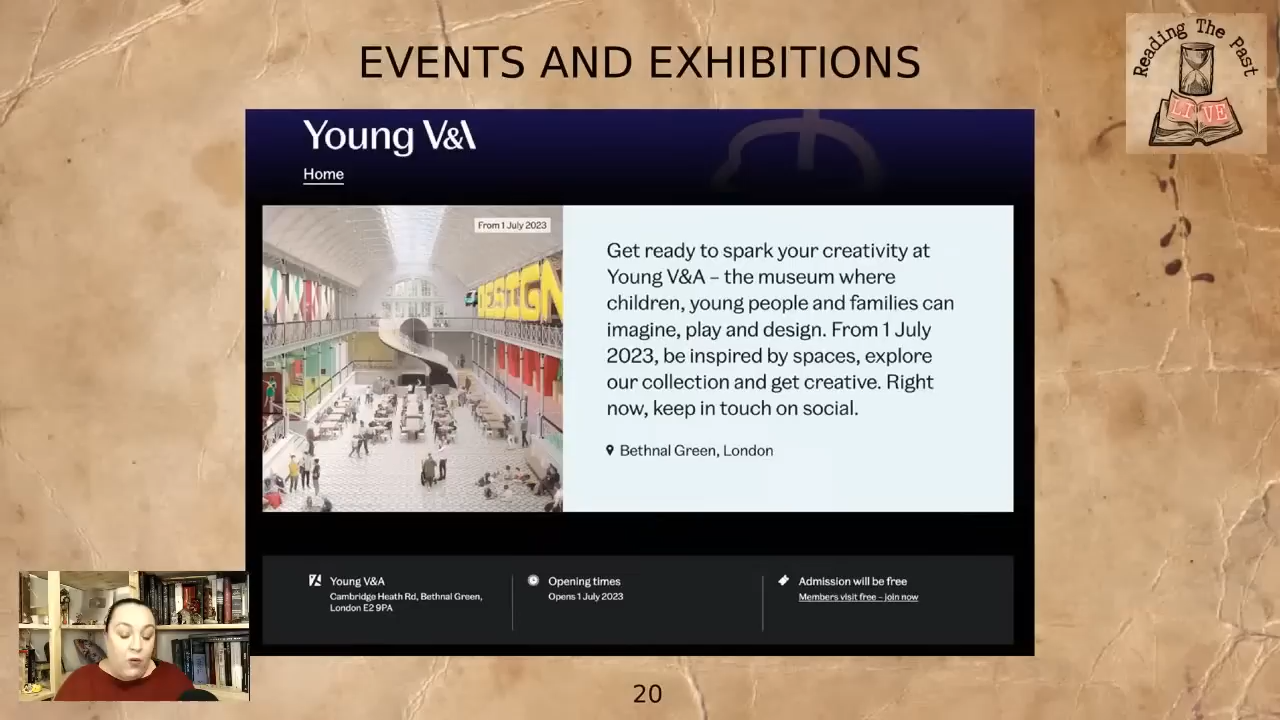 EVENTS AND EXHIBITIONS
Reading The Past
LIVE
Young V&A
Home
From 1 July 2023
DESIGN
Get ready to spark your creativity at
Young V&A – the museum where
children, young people and families can
imagine, play and design. From 1 July
2023, be inspired by spaces, explore
our collection and get creative. Right
now, keep in touch on social.
Bethnal Green, London
Young V&A
Cambridge Heath Rd, Bethnal Green,
London E2 9PA
Opening times
Opens 1 July 2023
Admission will be free
Members visit free – join now
20